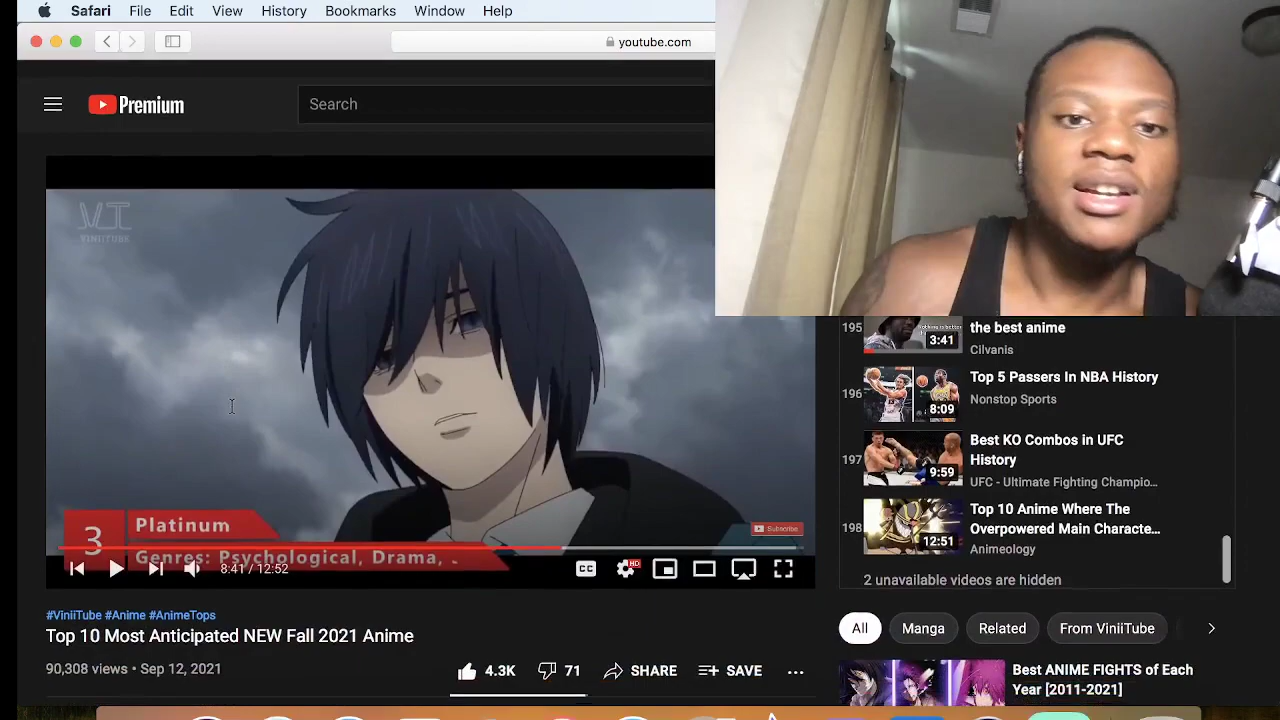 Safari File Edit View History Bookmarks Window Help
youtube.com
Premium
Search
VT
VINIITUBE
3
Platinum
Genres: Psychological, Drama,
Subscribe
8:41 / 12:52
CC
HD
#ViniiTube #Anime #AnimeTops
Top 10 Most Anticipated NEW Fall 2021 Anime
90,308 views • Sep 12, 2021
4.3K
71
SHARE
SAVE
195
3:41
the best anime
Cilvanis
196
8:09
Top 5 Passers In NBA History
Nonstop Sports
197
9:59
Best KO Combos in UFC
History
UFC - Ultimate Fighting Champio...
198
12:51
Top 10 Anime Where The
Overpowered Main Characte...
Animeology
2 unavailable videos are hidden
All
Manga
Related
From ViniiTube
Best ANIME FIGHTS of Each
Year [2011-2021]